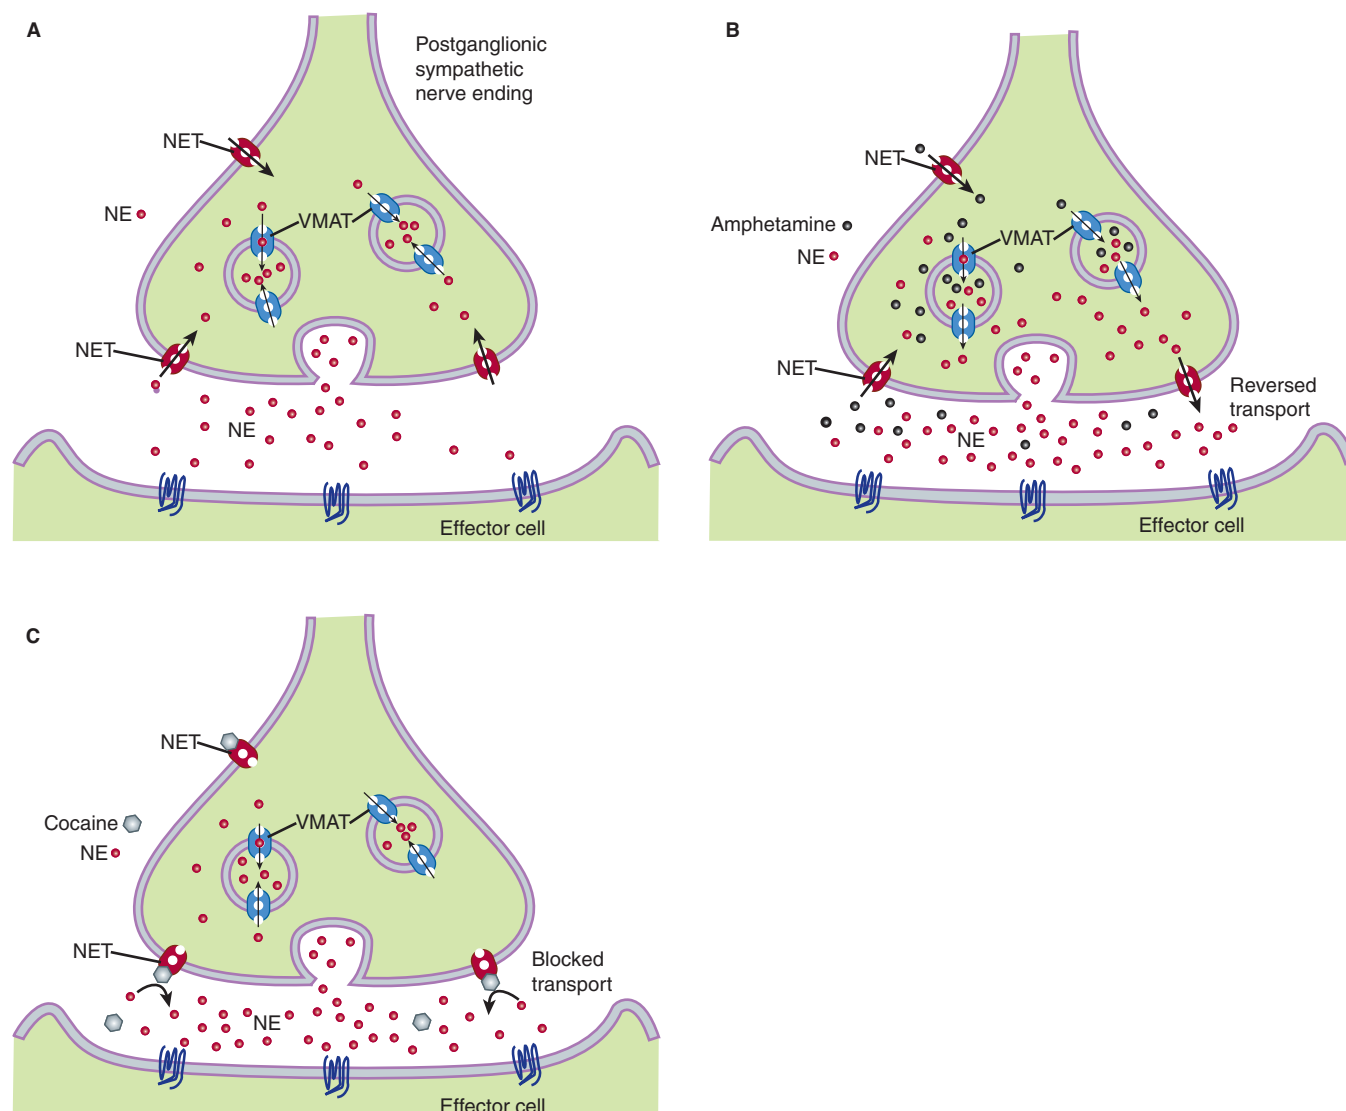 A
Postganglionic
sympathetic
nerve ending
NET
NE
VMAT
NET
NE
Effector cell
B
NET
Amphetamine
NE
VMAT
NET
Reversed
transport
NE
Effector cell
C
NET
Cocaine
NE
VMAT
NET
Blocked
transport
NE
Effector cell